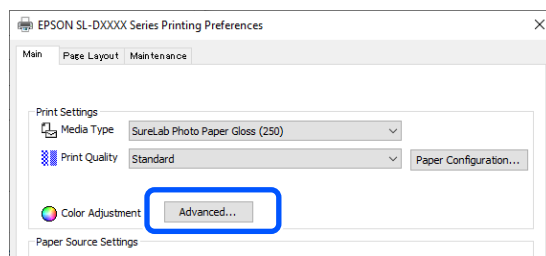 EPSON SL-DXXXX Series Printing Preferences
Main Page Layout Maintenance
Print Settings
Media Type SureLab Photo Paper Gloss (250)
Print Quality Standard Paper Configuration...
Color Adjustment Advanced...
Paper Source Settings